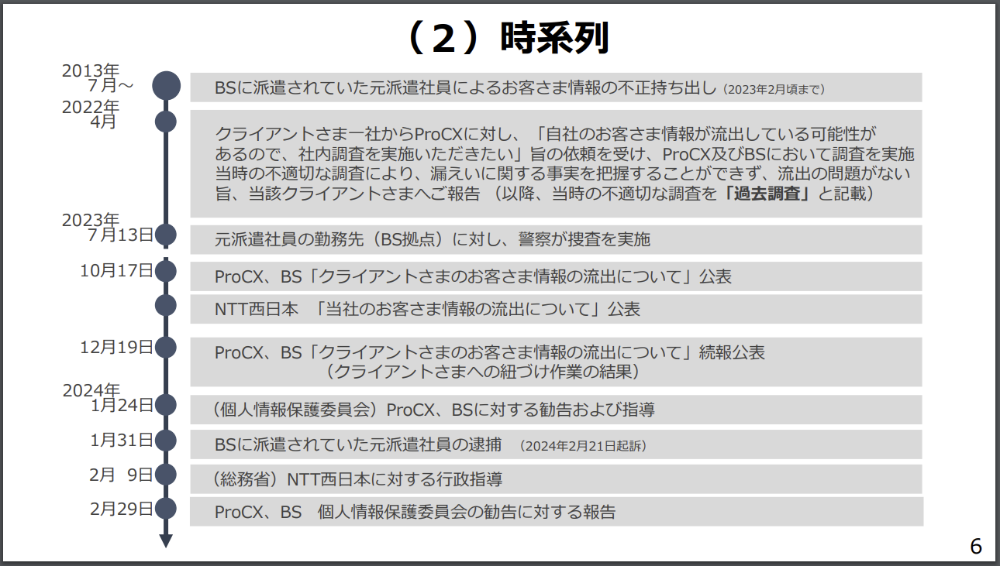 （２）時系列
2013年
７月～
BSに派遣されていた元派遣社員によるお客さま情報の不正持ち出し（2023年2月頃まで）
2022年
4月
クライアントさま一社からProCXに対し、「自社のお客さま情報が流出している可能性が
あるので、社内調査を実施いただきたい」旨の依頼を受け、ProCX及びBSにおいて調査を実施
当時の不適切な調査により、漏えいに関する事実を把握することができず、流出の問題がない
旨、当該クライアントさまへご報告 （以降、当時の不適切な調査を「過去調査」と記載）
2023年
７月13日
元派遣社員の勤務先（BS拠点）に対し、警察が捜査を実施
10月17日
ProCX、BS「クライアントさまのお客さま情報の流出について」公表
NTT西日本　「当社のお客さま情報の流出について」公表
12月19日
ProCX、BS「クライアントさまのお客さま情報の流出について」続報公表
（クライアントさまへの紐づけ作業の結果）
2024年
1月24日
（個人情報保護委員会）ProCX、BSに対する勧告および指導
1月31日
BSに派遣されていた元派遣社員の逮捕　（2024年2月21日起訴）
2月 9日
（総務省）NTT西日本に対する行政指導
2月29日
ProCX、BS　個人情報保護委員会の勧告に対する報告
6